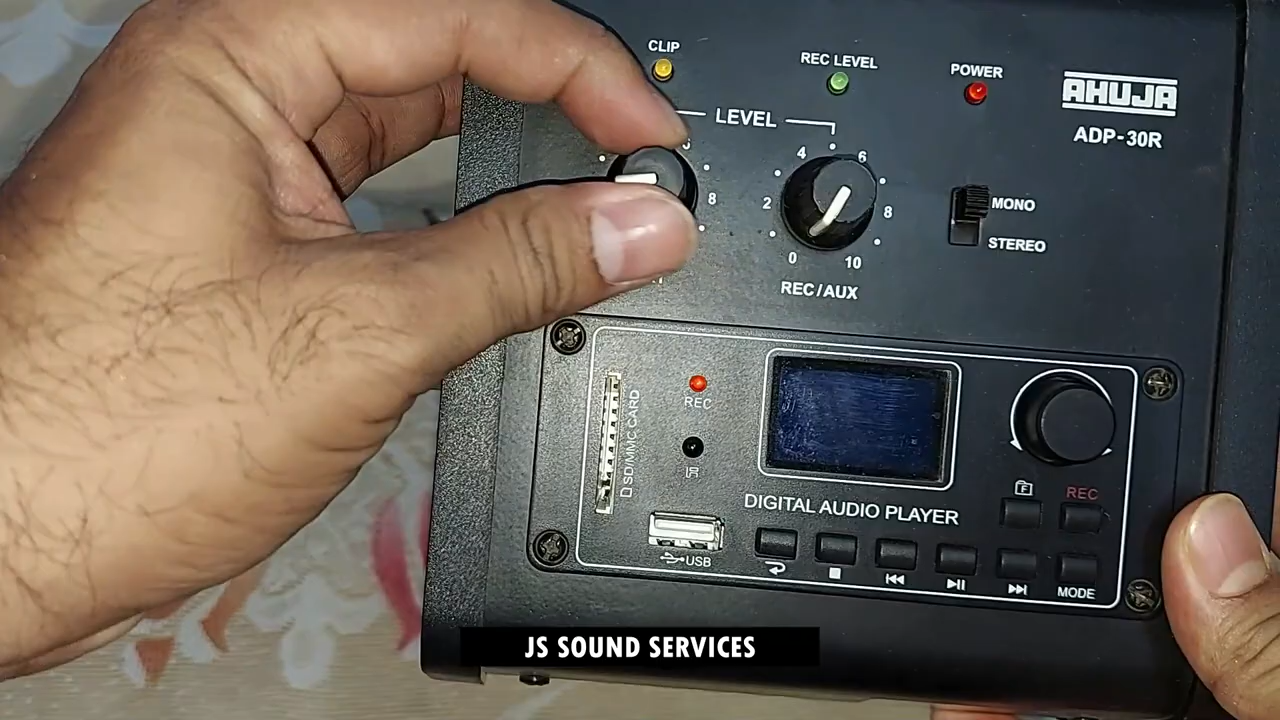 CLIP
REC LEVEL
POWER
AHUJA
ADP-30R
LEVEL
8
0 2 4 6 8 10
REC/AUX
MONO
STEREO
SD/MMC CARD
REC
IR
DIGITAL AUDIO PLAYER
F
REC
USB
MODE
JS SOUND SERVICES